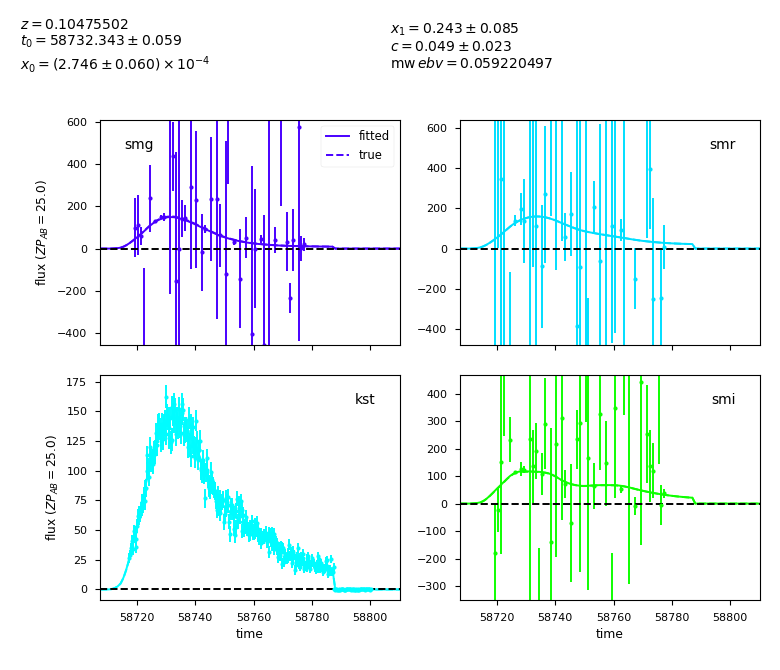 z = 0.10475502
t₀ = 58732.343 ± 0.059
x₀ = (2.746 ± 0.060) × 10⁻⁴
x₁ = 0.243 ± 0.085
c = 0.049 ± 0.023
mw ebv = 0.059220497
smg
fitted
true
600
400
200
0
−200
−400
flux (ZP_AB = 25.0)
smr
600
400
200
0
−200
−400
kst
175
150
125
100
75
50
25
0
flux (ZP_AB = 25.0)
58720 58740 58760 58780 58800
time
smi
400
300
200
100
0
−100
−200
−300
58720 58740 58760 58780 58800
time